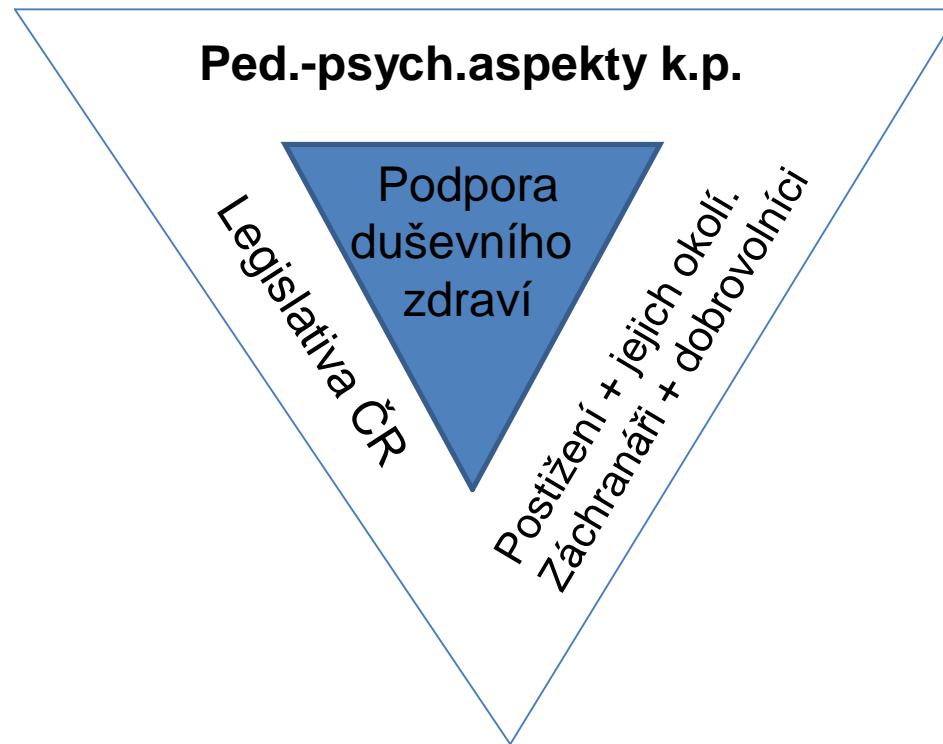 Ped.-psych.aspekty k.p.
Podpora
duševního
zdraví
Legislativa ČR
Postižení + jejich okolí.
Záchranáři + dobrovolníci